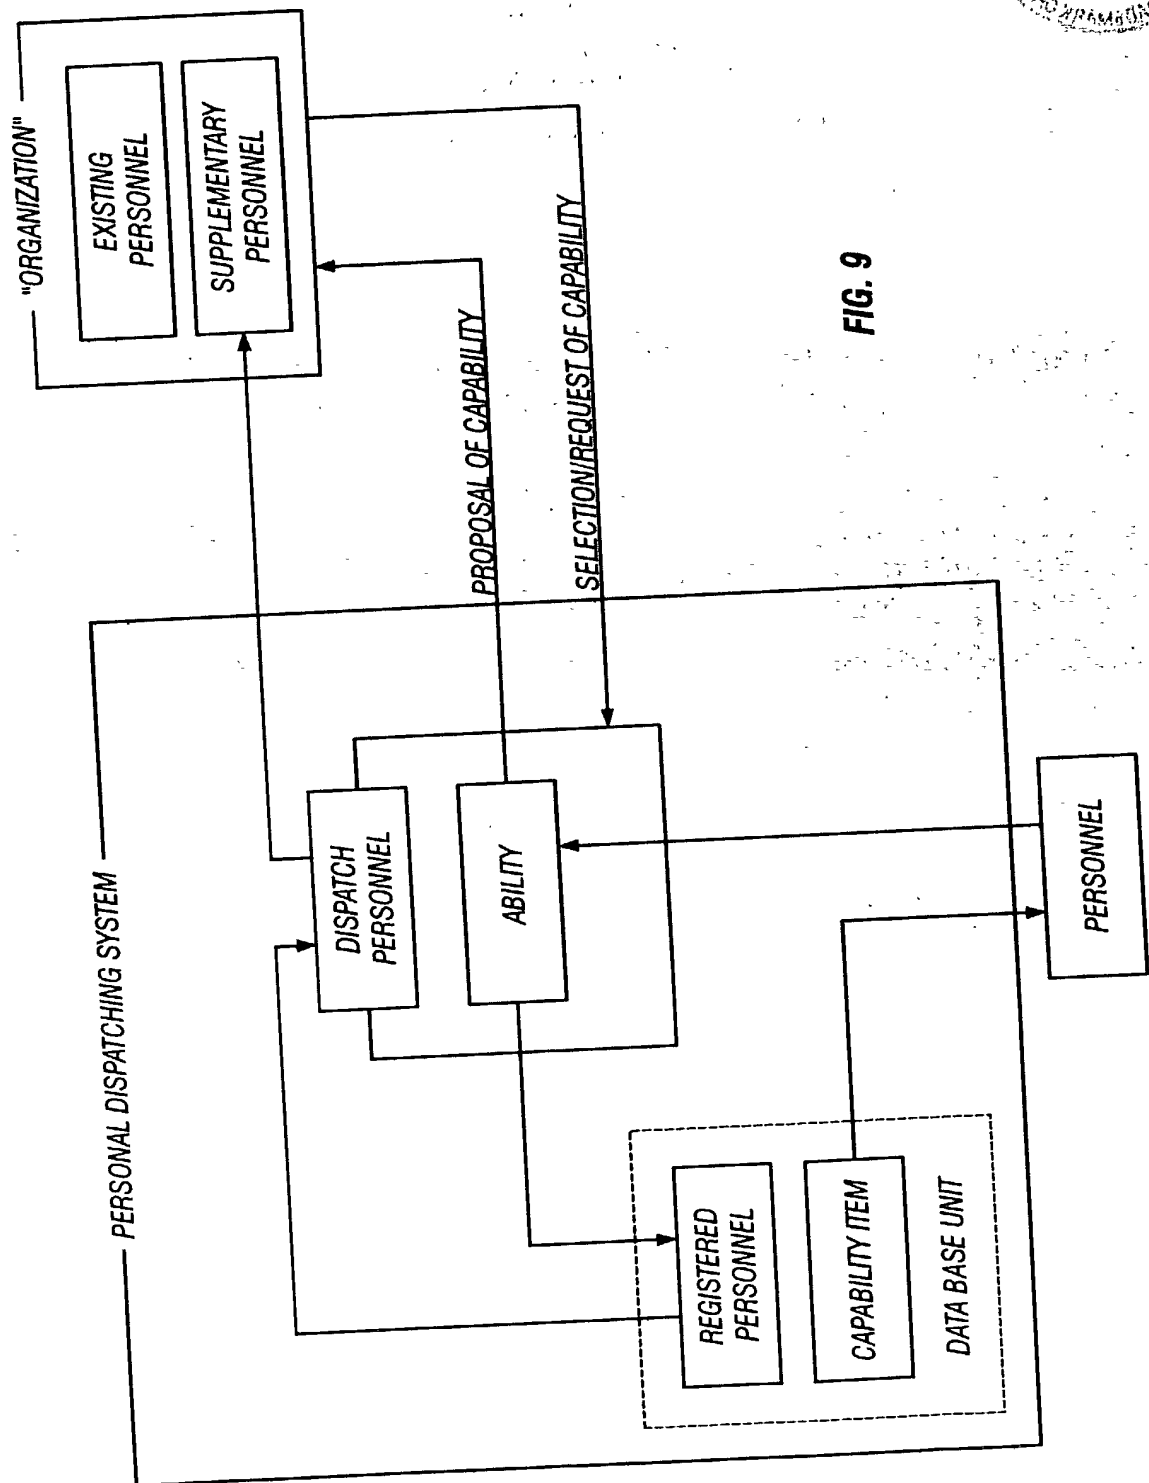 PERSONAL DISPATCHING SYSTEM
"ORGANIZATION"
EXISTING
PERSONNEL
SUPPLEMENTARY
PERSONNEL
DISPATCH
PERSONNEL
ABILITY
PROPOSAL OF CAPABILITY
SELECTION/REQUEST OF CAPABILITY
REGISTERED
PERSONNEL
CAPABILITY ITEM
DATA BASE UNIT
PERSONNEL
FIG. 9